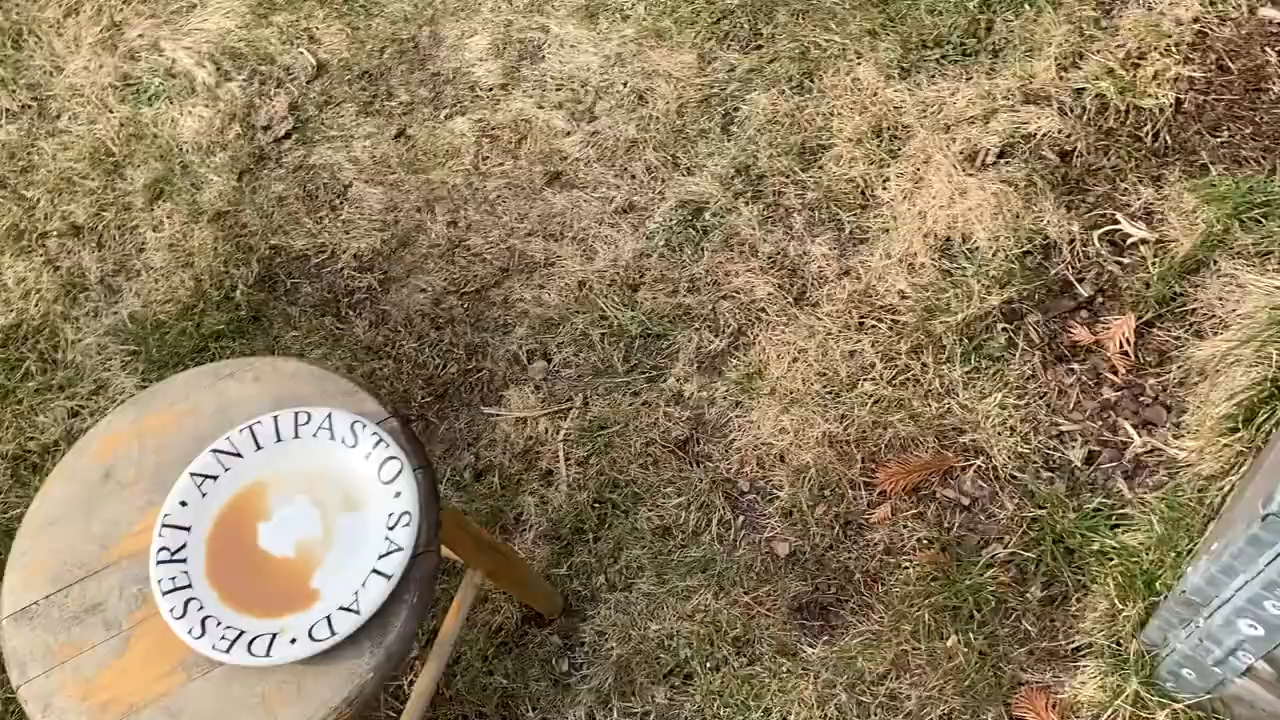 ANTIPASTO · SALAD · DESSERT ·